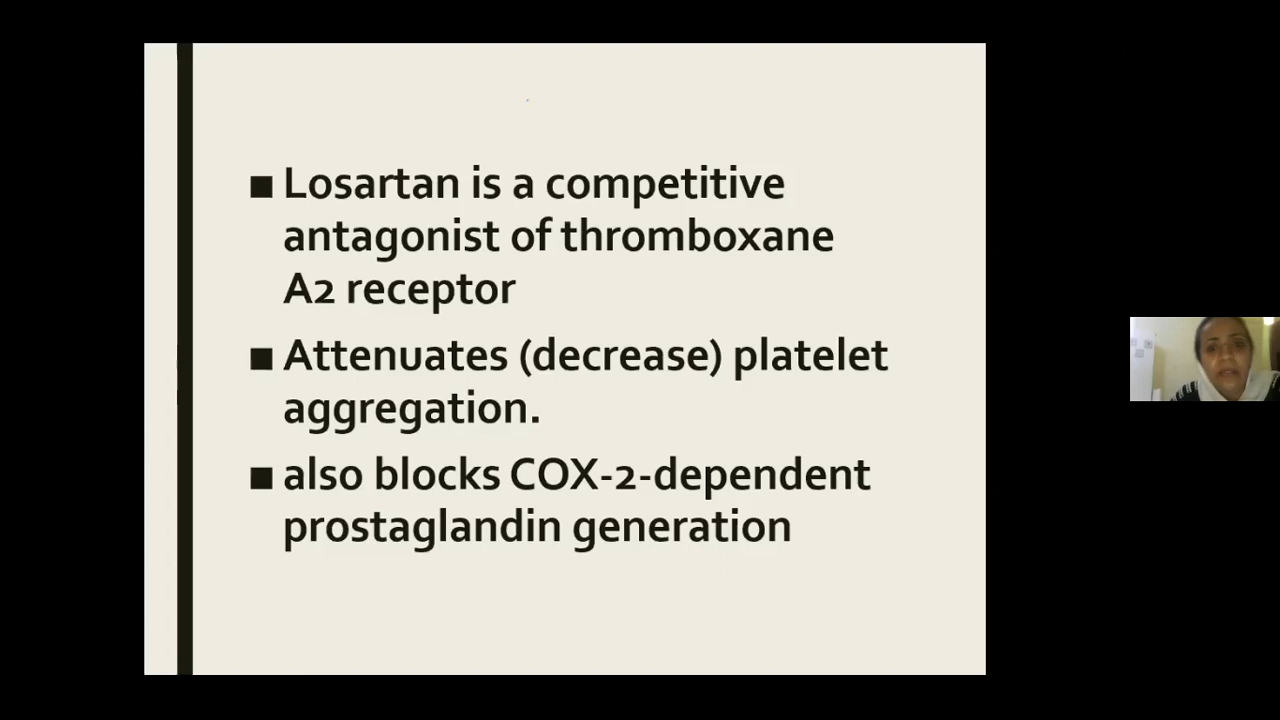 ■ Losartan is a competitive
antagonist of thromboxane
A2 receptor
■ Attenuates (decrease) platelet
aggregation.
■ also blocks COX-2-dependent
prostaglandin generation